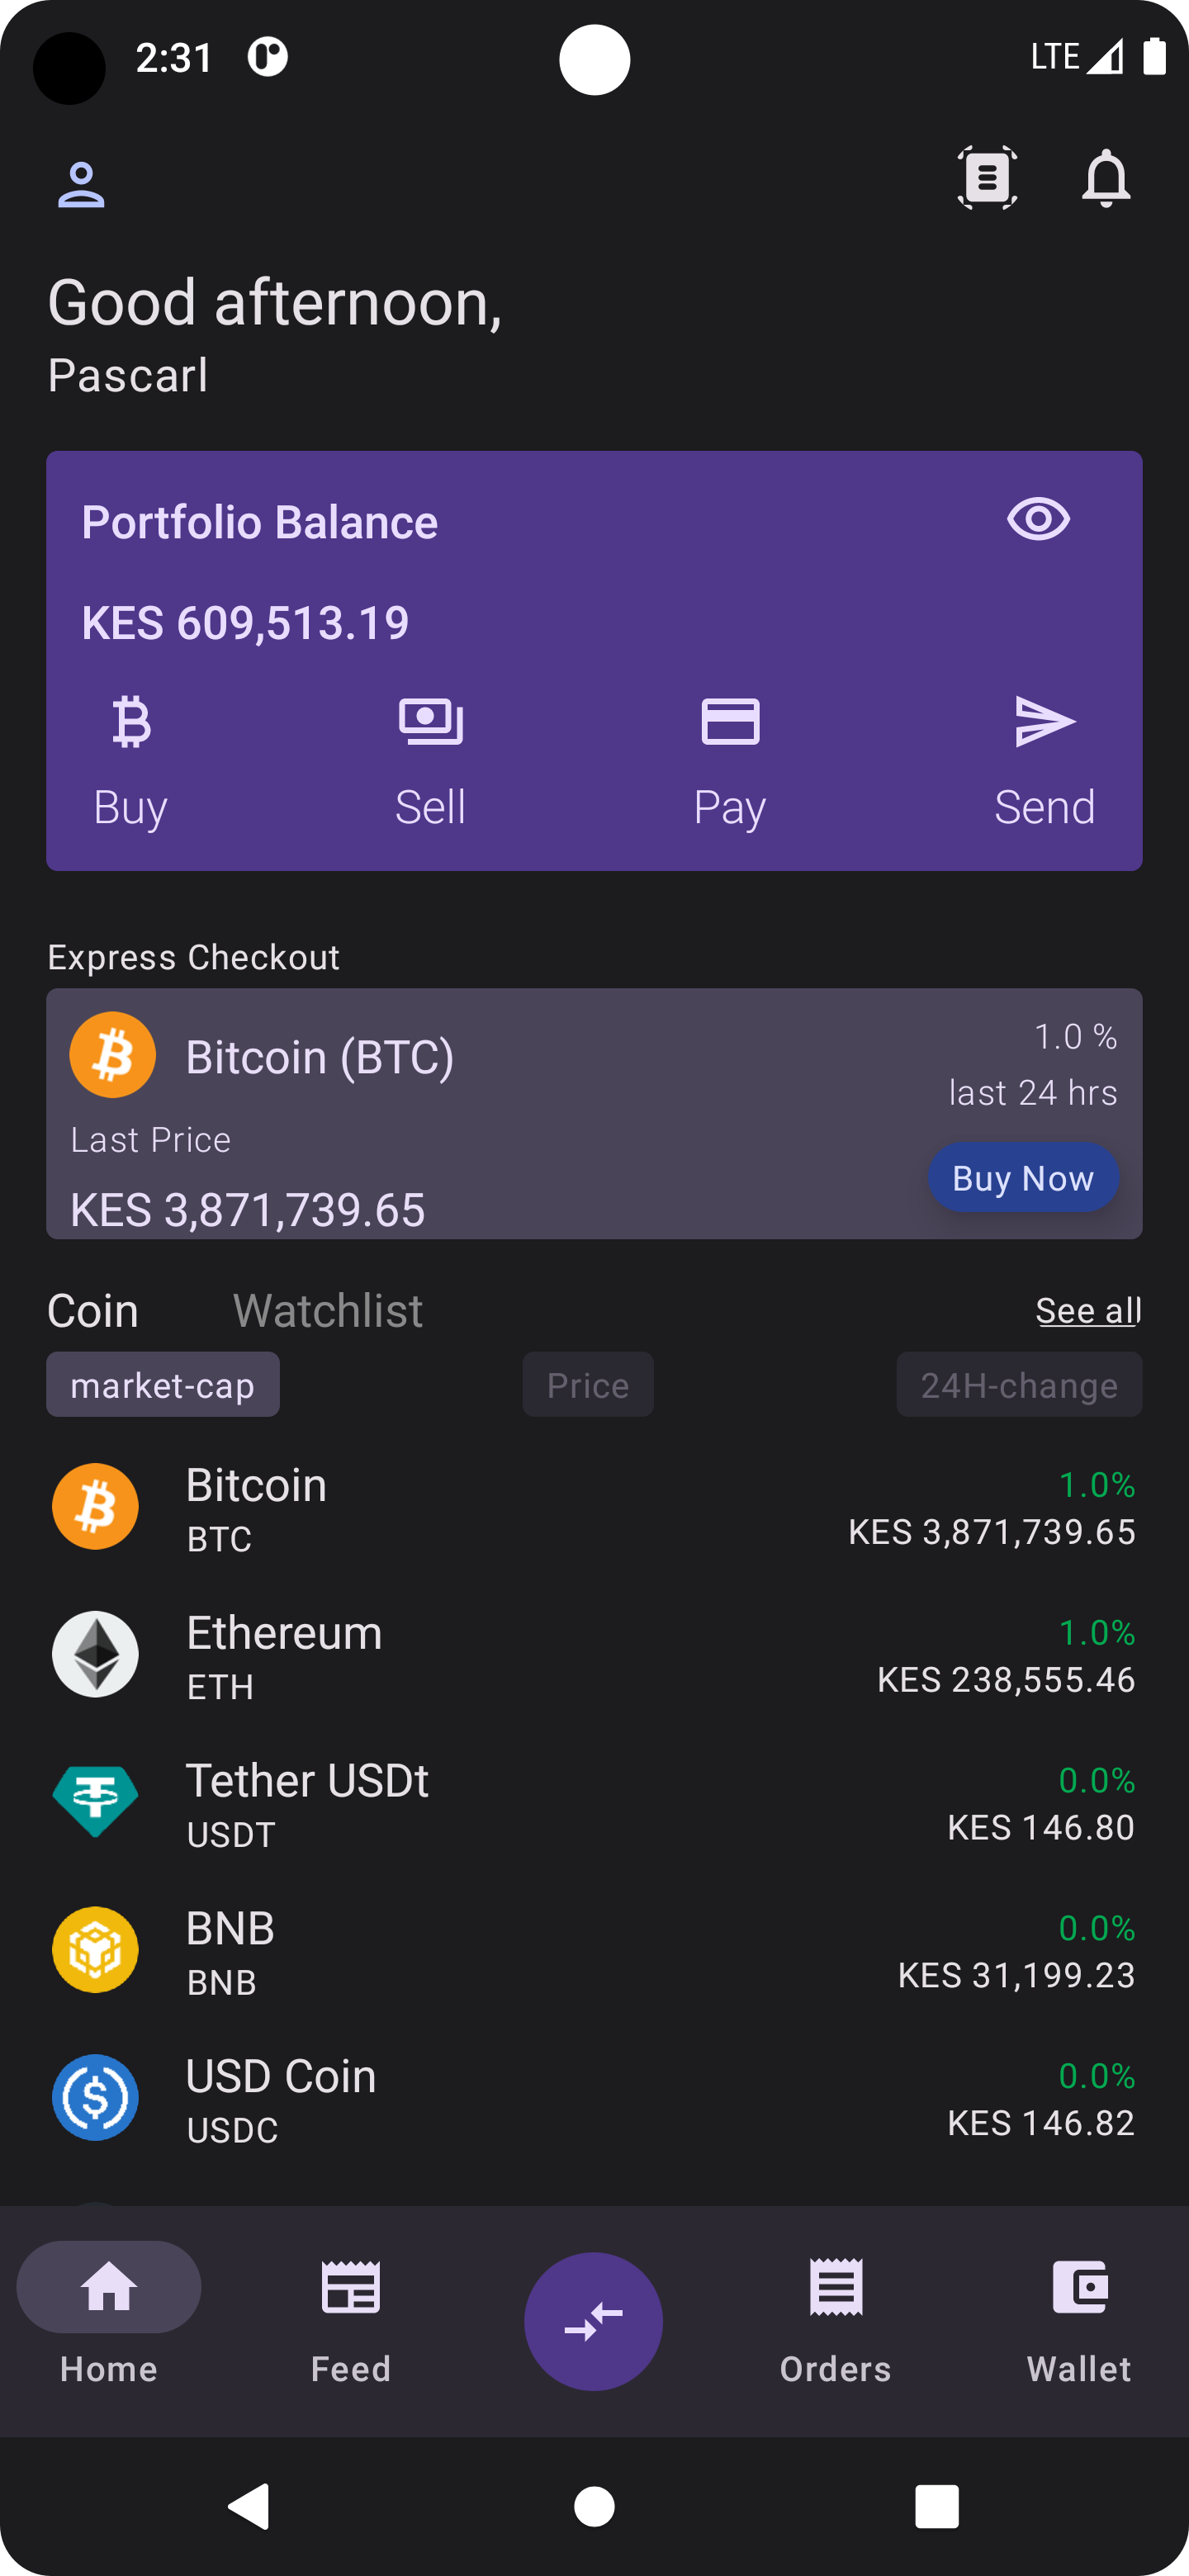 2:31 LTE
Good afternoon,
Pascarl
Portfolio Balance
KES 609,513.19
Buy Sell Pay Send
Express Checkout
Bitcoin (BTC) 1.0 %
last 24 hrs
Last Price
Buy Now
KES 3,871,739.65
Coin Watchlist See all
market-cap Price 24H-change
Bitcoin 1.0%
BTC KES 3,871,739.65
Ethereum 1.0%
ETH KES 238,555.46
Tether USDt 0.0%
USDT KES 146.80
BNB 0.0%
BNB KES 31,199.23
USD Coin 0.0%
USDC KES 146.82
Home Feed Orders Wallet